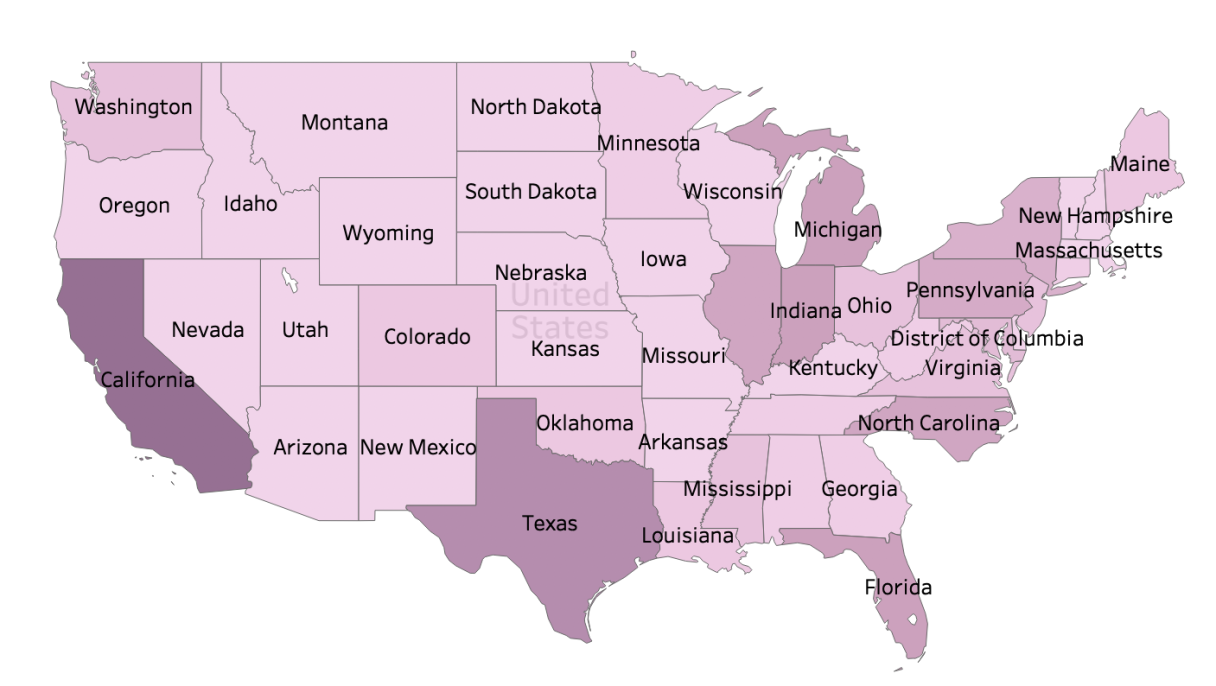 Washington
Montana
North Dakota
Minnesota
Maine
Oregon
Idaho
South Dakota
Wisconsin
New Hampshire
Wyoming
Michigan
Massachusetts
Iowa
Nebraska
United
States
Pennsylvania
Nevada
Utah
Colorado
Kansas
Indiana
Ohio
District of Columbia
Missouri
Kentucky
Virginia
California
Oklahoma
North Carolina
Arizona
New Mexico
Arkansas
Mississippi
Georgia
Texas
Louisiana
Florida